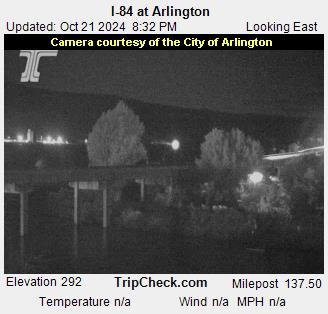 I-84 at Arlington
Updated: Oct 21 2024 8:32 PM Looking East
Camera courtesy of the City of Arlington
Elevation 292 TripCheck.com Milepost 137.50
Temperature n/a Wind n/a MPH n/a